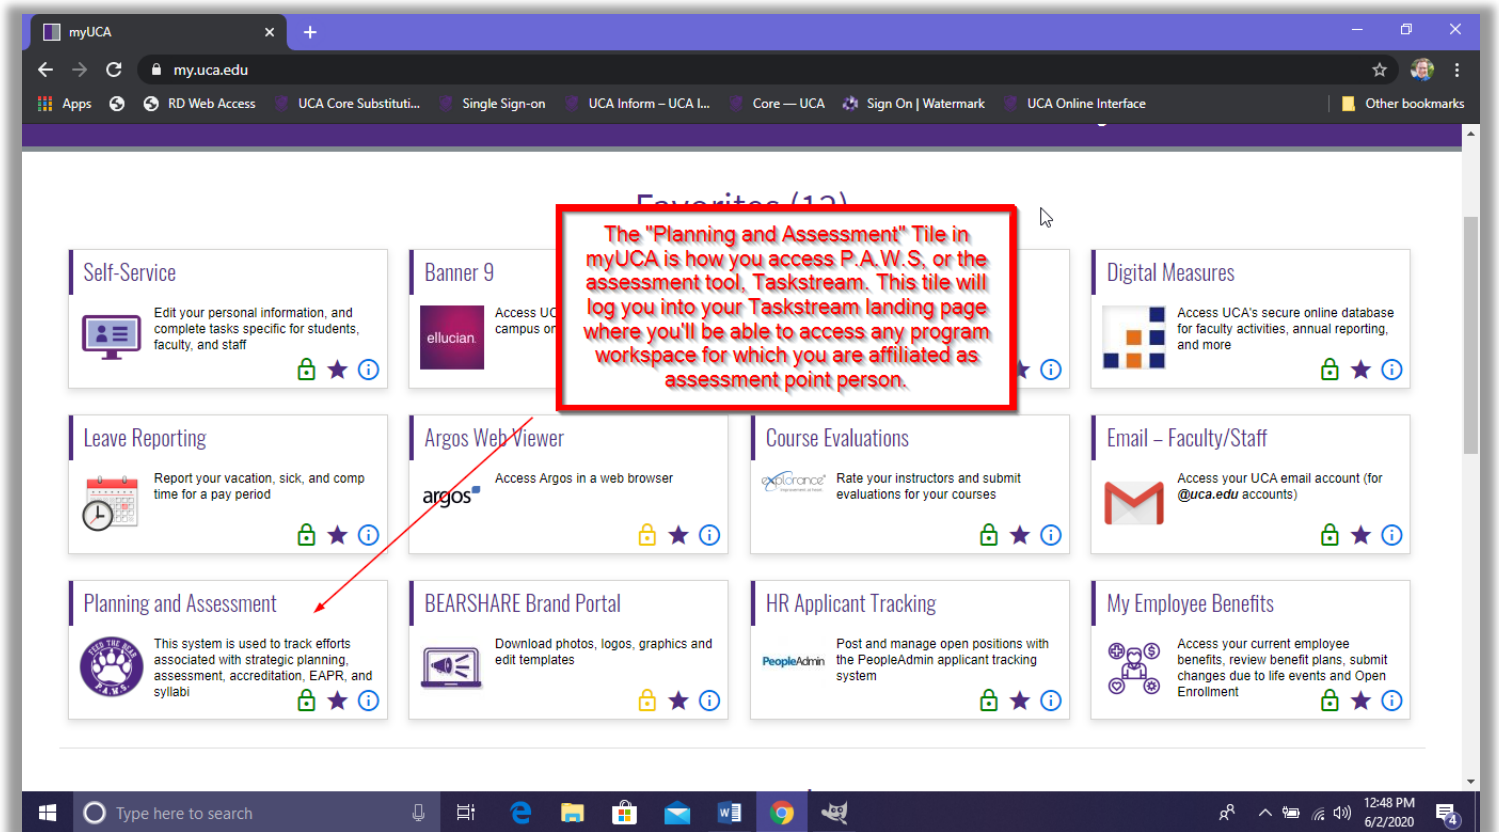 myUCA
my.uca.edu
Apps
RD Web Access
UCA Core Substituti...
Single Sign-on
UCA Inform – UCA I...
Core — UCA
Sign On | Watermark
UCA Online Interface
Other bookmarks
Favorites (12)
The "Planning and Assessment" Tile in
myUCA is how you access P.A.W.S, or the
assessment tool, Taskstream. This tile will
log you into your Taskstream landing page
where you'll be able to access any program
workspace for which you are affiliated as
assessment point person.
Self-Service
Edit your personal information, and
complete tasks specific for students,
faculty, and staff
Banner 9
ellucian.
Access UC
campus on
Digital Measures
Access UCA's secure online database
for faculty activities, annual reporting,
and more
Leave Reporting
Report your vacation, sick, and comp
time for a pay period
Argos Web Viewer
argos
Access Argos in a web browser
Course Evaluations
explorance
Rate your instructors and submit
evaluations for your courses
Email – Faculty/Staff
Access your UCA email account (for
@uca.edu accounts)
Planning and Assessment
FEED THE BEAR
P.A.W.S.
This system is used to track efforts
associated with strategic planning,
assessment, accreditation, EAPR, and
syllabi
BEARSHARE Brand Portal
Download photos, logos, graphics and
edit templates
HR Applicant Tracking
PeopleAdmin
Post and manage open positions with
the PeopleAdmin applicant tracking
system
My Employee Benefits
Access your current employee
benefits, review benefit plans, submit
changes due to life events and Open
Enrollment
Type here to search
12:48 PM
6/2/2020
4